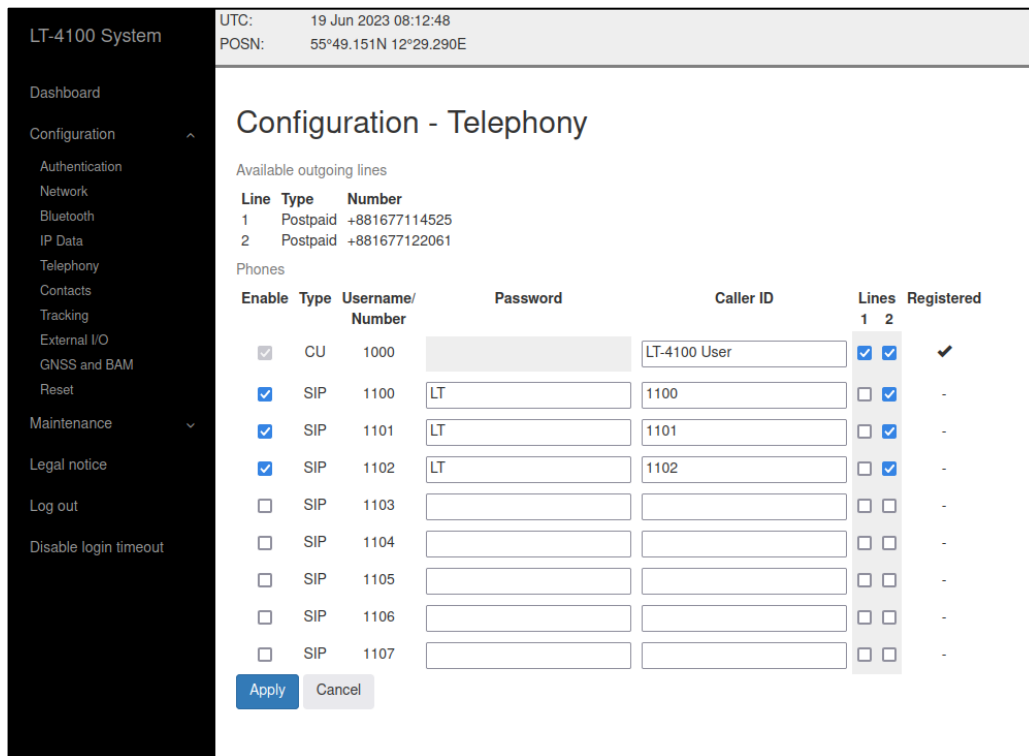 LT-4100 System
UTC: 19 Jun 2023 08:12:48
POSN: 55°49.151N 12°29.290E
Dashboard
Configuration
Authentication
Network
Bluetooth
IP Data
Telephony
Contacts
Tracking
External I/O
GNSS and BAM
Reset
Maintenance
Legal notice
Log out
Disable login timeout
Configuration - Telephony
Available outgoing lines
Line Type Number
1 Postpaid +881677114525
2 Postpaid +881677122061
Phones
Enable Type Username/ Password Caller ID Lines Registered
Number 1 2
CU 1000 LT-4100 User
SIP 1100 LT 1100 -
SIP 1101 LT 1101 -
SIP 1102 LT 1102 -
SIP 1103 -
SIP 1104 -
SIP 1105 -
SIP 1106 -
SIP 1107 -
Apply Cancel